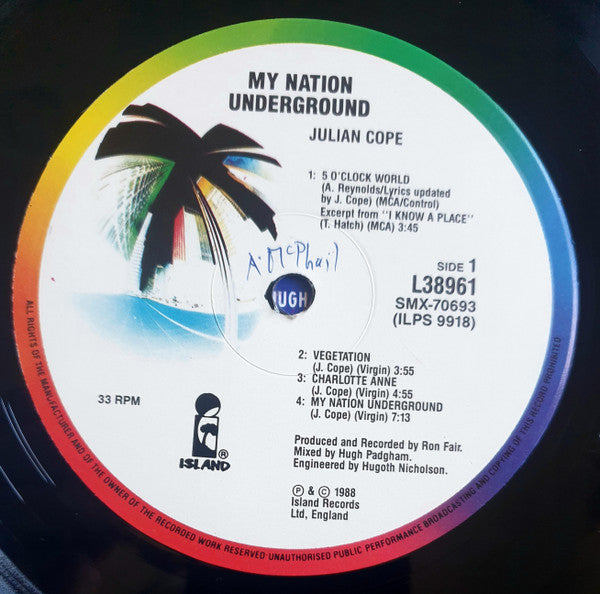 MY NATION
UNDERGROUND
JULIAN COPE
1: 5 O'CLOCK WORLD
(A. Reynolds/Lyrics updated
by J. Cope) (MCA/Control)
Excerpt from "I KNOW A PLACE"
(T. Hatch) (MCA) 3:45
A. McPhail
UGH
SIDE 1
L38961
SMX-70693
(ILPS 9918)
2: VEGETATION
(J. Cope) (Virgin) 3:55
3: CHARLOTTE ANNE
(J. Cope) (Virgin) 4:55
4: MY NATION UNDERGROUND
(J. Cope) (Virgin) 7:13
33 RPM
ISLAND ®
Produced and Recorded by Ron Fair.
Mixed by Hugh Padgham.
Engineered by Hugoth Nicholson.
℗ & © 1988
Island Records
Ltd, England
ALL RIGHTS OF THE MANUFACTURER AND OF THE OWNER OF THE RECORDED WORK RESERVED·UNAUTHORISED PUBLIC PERFORMANCE BROADCASTING AND COPYING OF THIS RECORD PROHIBITED